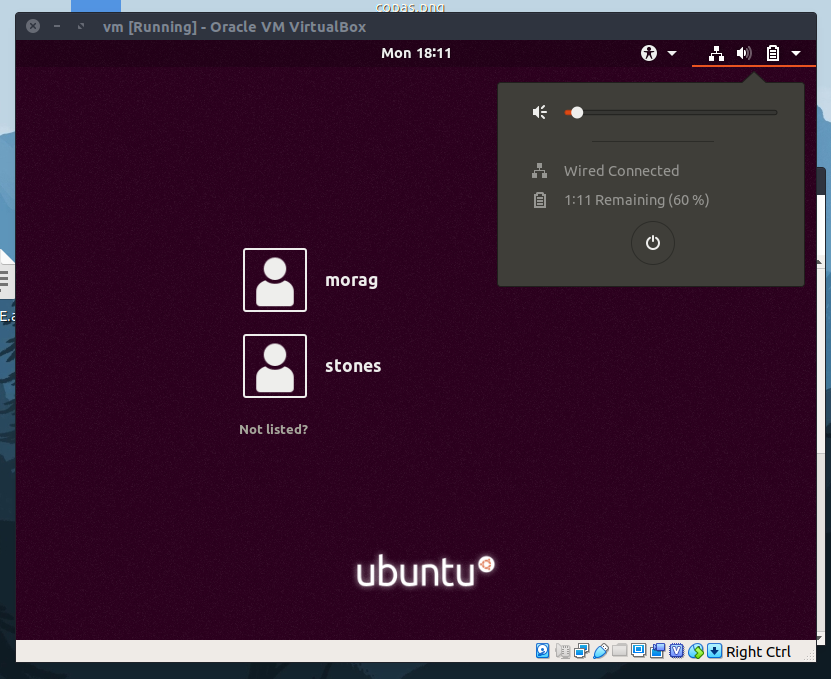 copas.png
vm [Running] - Oracle VM VirtualBox
Mon 18:11
Wired Connected
1:11 Remaining (60 %)
morag
stones
Not listed?
E.a
ubuntu
V
Right Ctrl